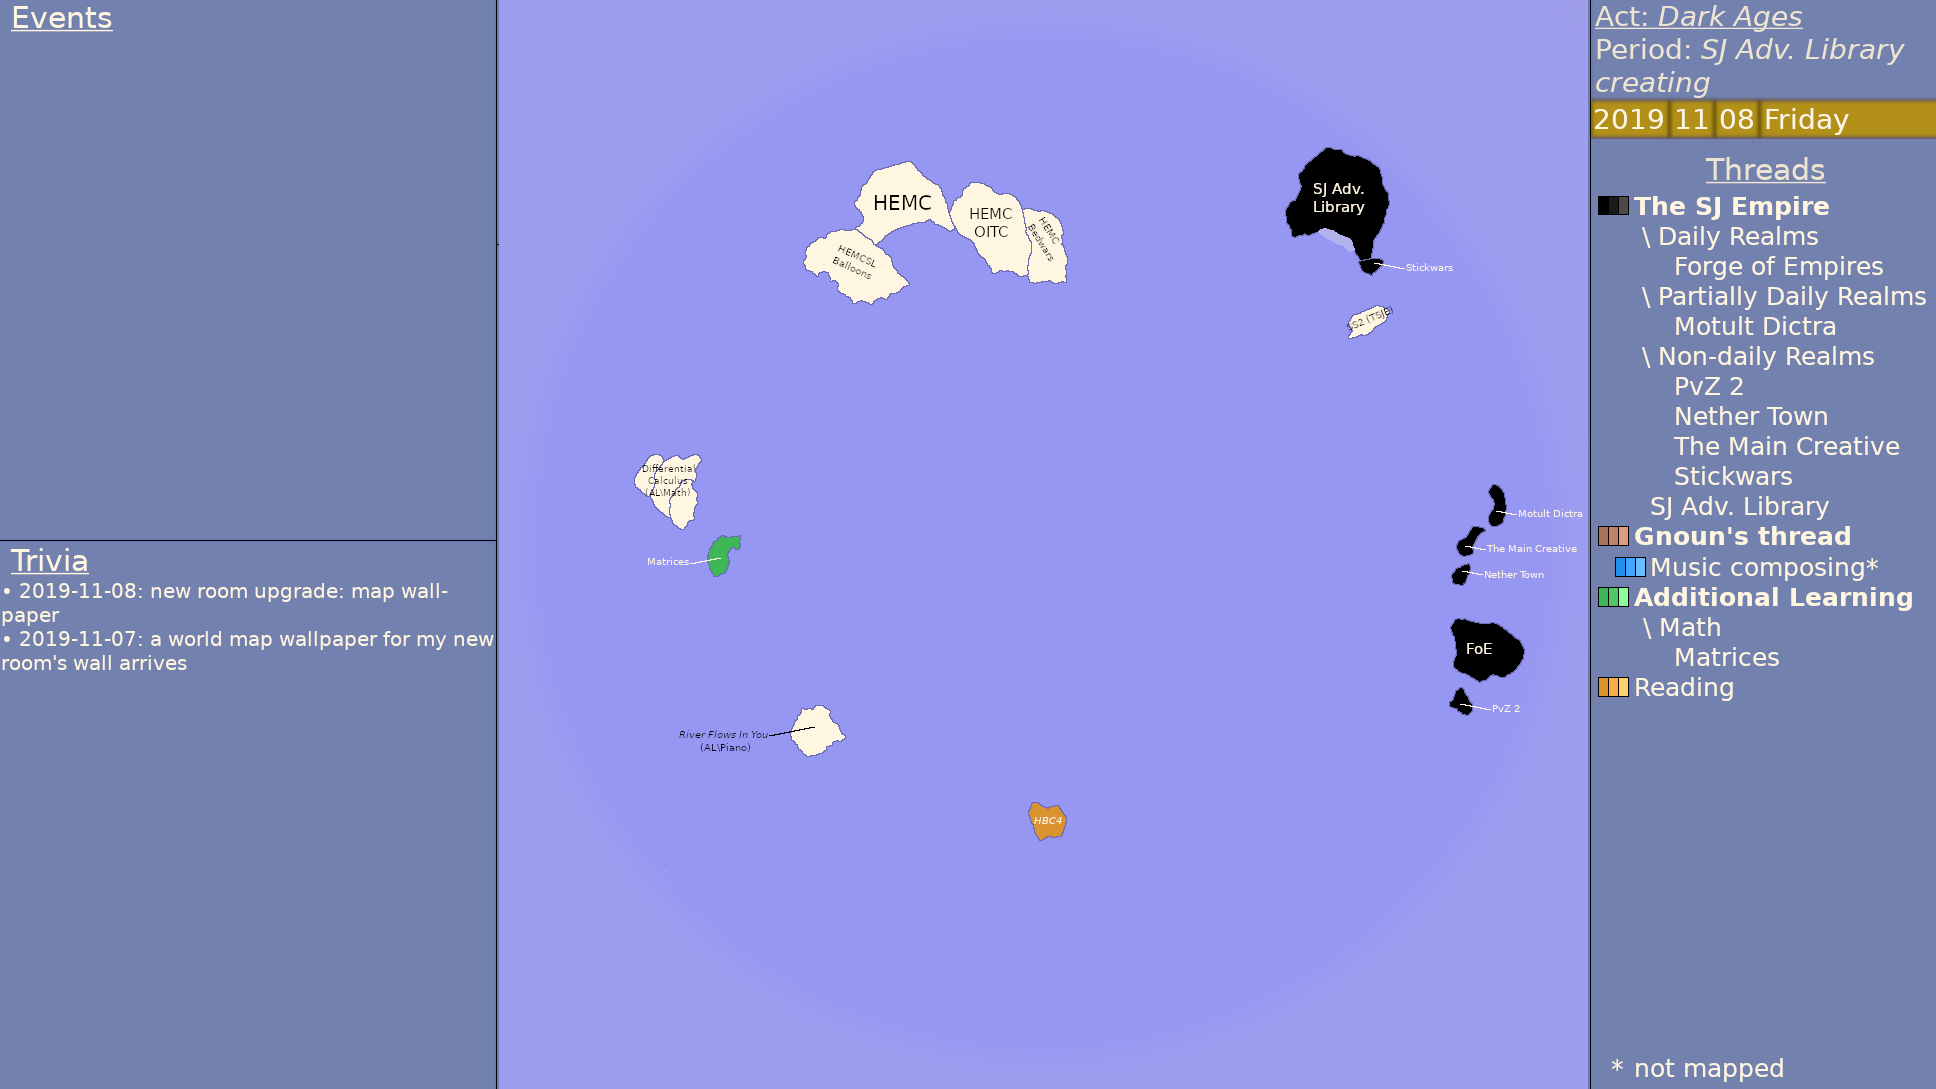 Events
Trivia
• 2019-11-08: new room upgrade: map wall-
paper
• 2019-11-07: a world map wallpaper for my new
room's wall arrives
HEMC
HEMC
OITC
HEMC
Bedwars
HEMCSL
Balloons
SJ Adv.
Library
Stickwars
S2 (TSJE)
Differential
Calculus
(AL\Math)
Matrices
Motult Dictra
The Main Creative
Nether Town
FoE
PvZ 2
River Flows In You
(AL\Piano)
HBC4
Act: Dark Ages
Period: SJ Adv. Library
creating
2019 11 08 Friday
Threads
The SJ Empire
\ Daily Realms
Forge of Empires
\ Partially Daily Realms
Motult Dictra
\ Non-daily Realms
PvZ 2
Nether Town
The Main Creative
Stickwars
SJ Adv. Library
Gnoun's thread
Music composing*
Additional Learning
\ Math
Matrices
Reading
* not mapped